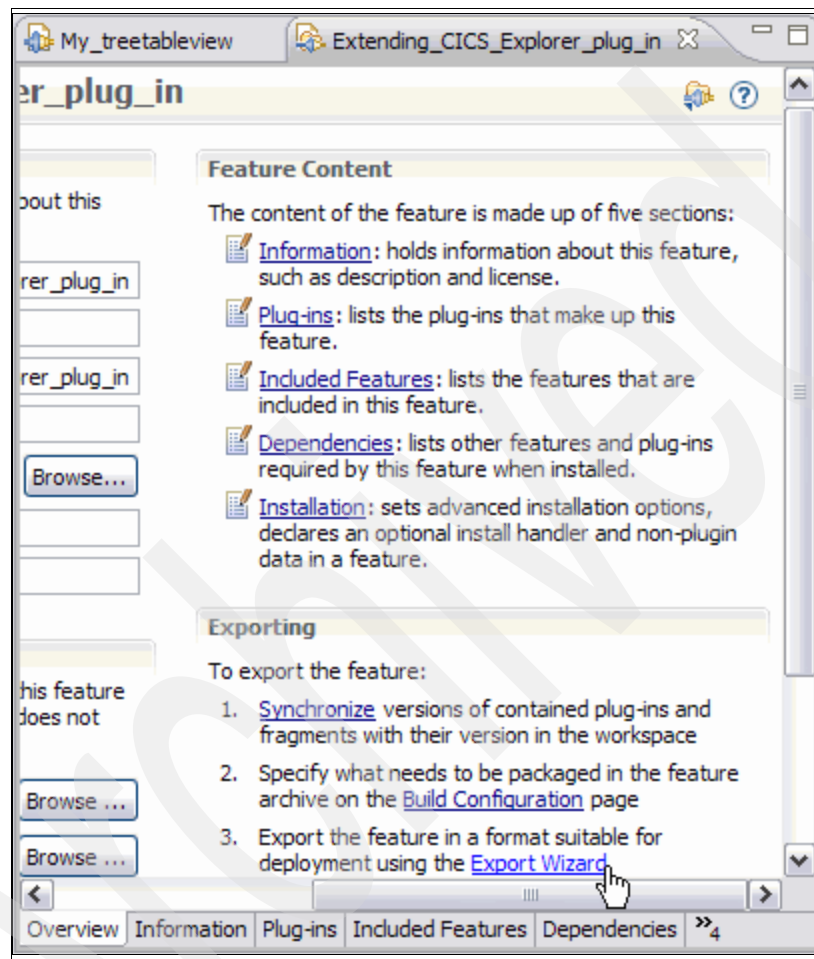 My_treetableview
Extending_CICS_Explorer_plug_in
er_plug_in
Feature Content
bout this
The content of the feature is made up of five sections:
Information: holds information about this feature,
such as description and license.
rer_plug_in
Plug-ins: lists the plug-ins that make up this
feature.
rer_plug_in
Included Features: lists the features that are
included in this feature.
Dependencies: lists other features and plug-ins
required by this feature when installed.
Browse...
Installation: sets advanced installation options,
declares an optional install handler and non-plugin
data in a feature.
Exporting
To export the feature:
his feature
does not
1. Synchronize versions of contained plug-ins and
fragments with their version in the workspace
2. Specify what needs to be packaged in the feature
archive on the Build Configuration page
Browse ...
3. Export the feature in a format suitable for
deployment using the Export Wizard
Browse ...
Overview Information Plug-ins Included Features Dependencies »4
Archived